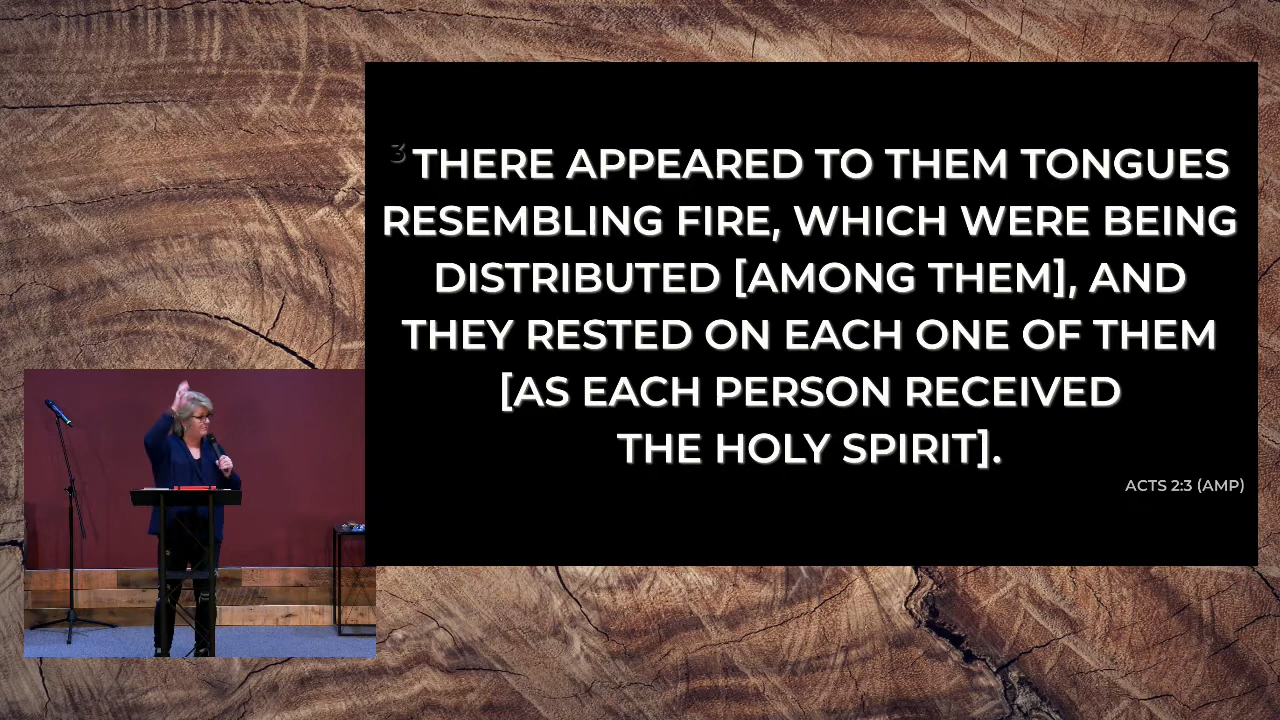 3 THERE APPEARED TO THEM TONGUES
RESEMBLING FIRE, WHICH WERE BEING
DISTRIBUTED [AMONG THEM], AND
THEY RESTED ON EACH ONE OF THEM
[AS EACH PERSON RECEIVED
THE HOLY SPIRIT].
ACTS 2:3 (AMP)